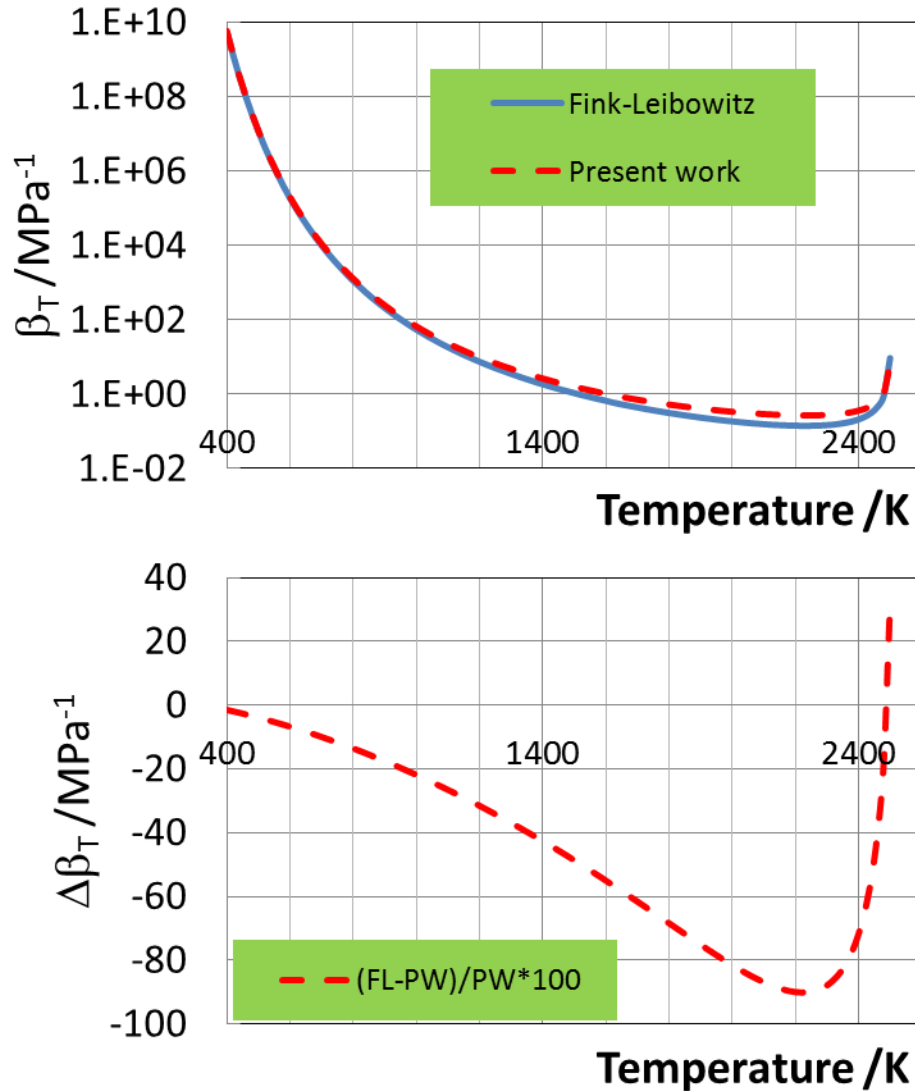 1.E+10
1.E+08
1.E+06
1.E+04
1.E+02
1.E+00
1.E-02
βT /MPa-1
Fink-Leibowitz
Present work
400 1400 2400
Temperature /K
40
20
0
-20
-40
-60
-80
-100
ΔβT /MPa-1
400 1400 2400
(FL-PW)/PW*100
Temperature /K